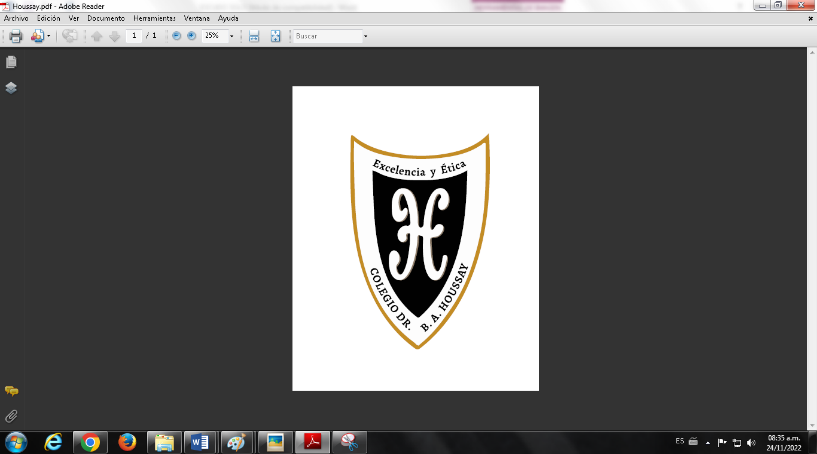 Houssay.pdf - Adobe Reader
Archivo Edición Ver Documento Herramientas Ventana Ayuda
1 / 1 25% Buscar
Excelencia y Ética
H
COLEGIO DR. B. A. HOUSSAY
ES 08:35 a.m.
24/11/2022